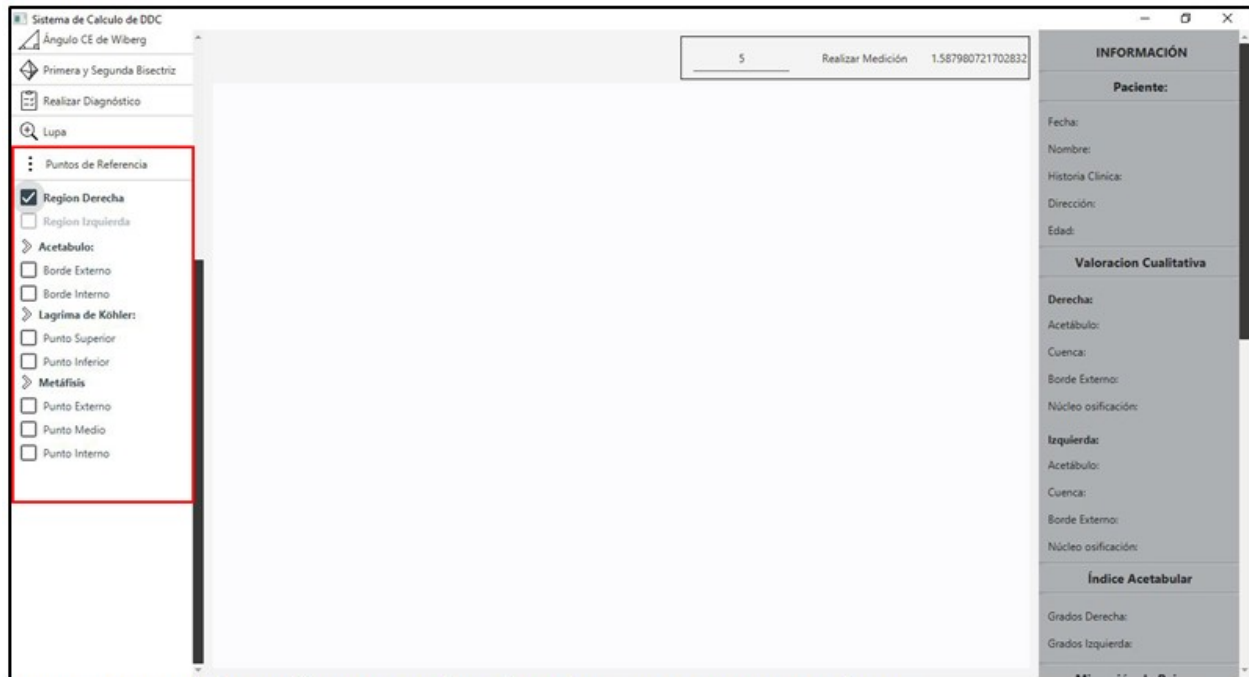 Sistema de Calculo de DDC
Ángulo CE de Wiberg
Primera y Segunda Bisectriz
Realizar Diagnóstico
Lupa
Puntos de Referencia
Region Derecha
Region Izquierda
Acetabulo:
Borde Externo
Borde Interno
Lagrima de Köhler:
Punto Superior
Punto Inferior
Metáfisis
Punto Externo
Punto Medio
Punto Interno
5 Realizar Medición 1.587980721702832
INFORMACIÓN
Paciente:
Fecha:
Nombre:
Historia Clinica:
Dirección:
Edad:
Valoracion Cualitativa
Derecha:
Acetábulo:
Cuenca:
Borde Externo:
Núcleo osificación:
Izquierda:
Acetábulo:
Cuenca:
Borde Externo:
Núcleo osificación:
Índice Acetabular
Grados Derecha:
Grados Izquierda: